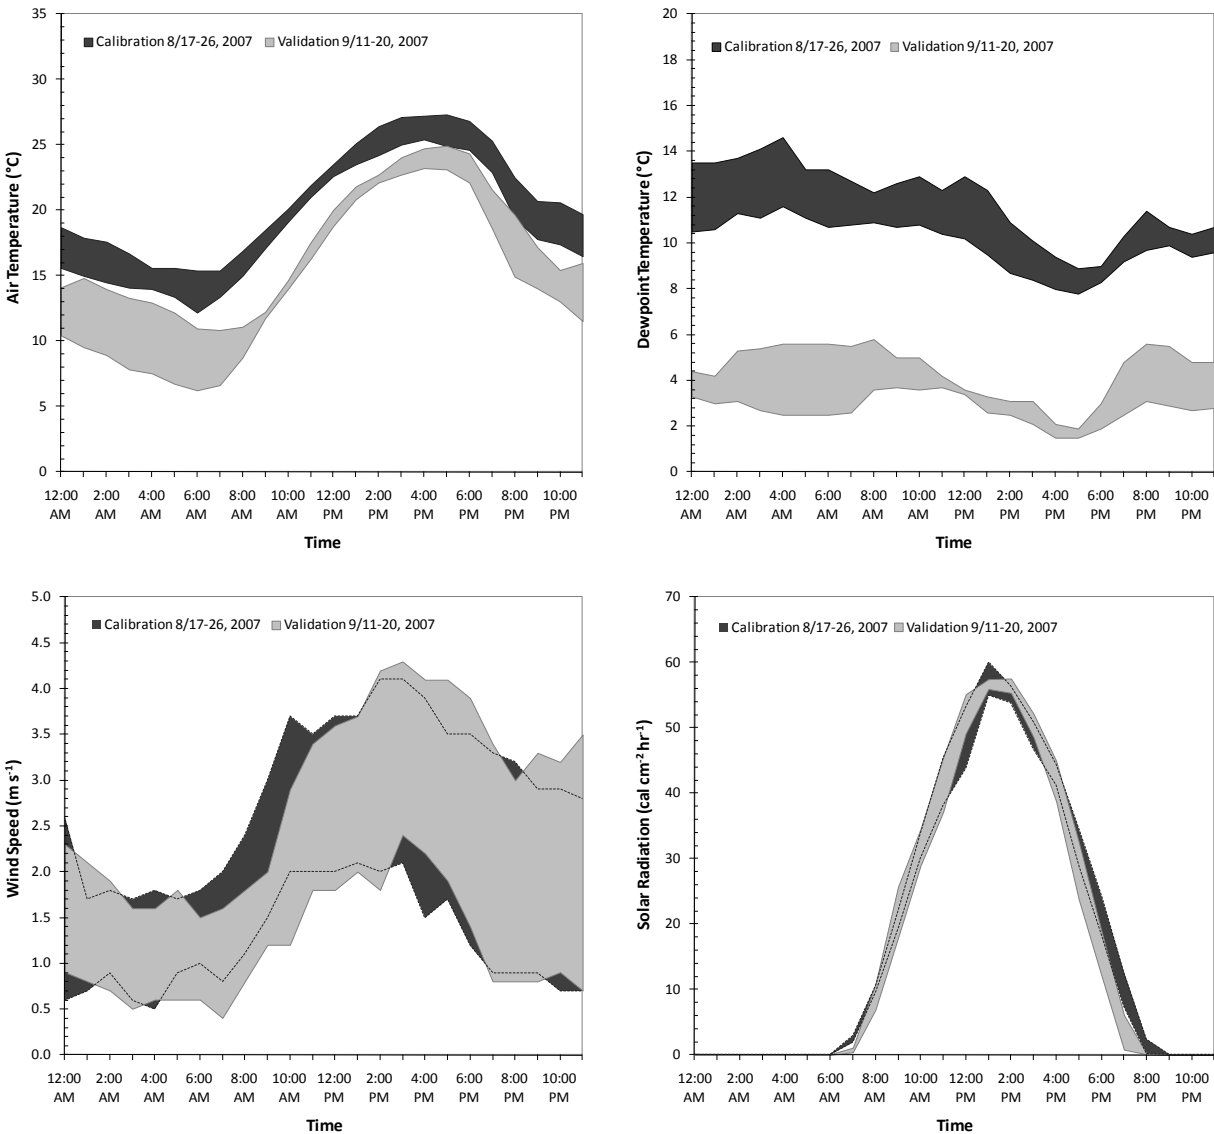 35
30
25
20
15
10
5
0
Air Temperature (°C)
Calibration 8/17-26, 2007 Validation 9/11-20, 2007
12:00 2:00 4:00 6:00 8:00 10:00 12:00 2:00 4:00 6:00 8:00 10:00
AM AM AM AM AM AM PM PM PM PM PM PM
Time
20
18
16
14
12
10
8
6
4
2
0
Dewpoint Temperature (°C)
Calibration 8/17-26, 2007 Validation 9/11-20, 2007
12:00 2:00 4:00 6:00 8:00 10:00 12:00 2:00 4:00 6:00 8:00 10:00
AM AM AM AM AM AM PM PM PM PM PM PM
Time
5.0
4.5
4.0
3.5
3.0
2.5
2.0
1.5
1.0
0.5
0.0
Wind Speed (m s⁻¹)
Calibration 8/17-26, 2007 Validation 9/11-20, 2007
12:00 2:00 4:00 6:00 8:00 10:00 12:00 2:00 4:00 6:00 8:00 10:00
AM AM AM AM AM AM PM PM PM PM PM PM
Time
70
60
50
40
30
20
10
0
Solar Radiation (cal cm⁻² hr⁻¹)
Calibration 8/17-26, 2007 Validation 9/11-20, 2007
12:00 2:00 4:00 6:00 8:00 10:00 12:00 2:00 4:00 6:00 8:00 10:00
AM AM AM AM AM AM PM PM PM PM PM PM
Time